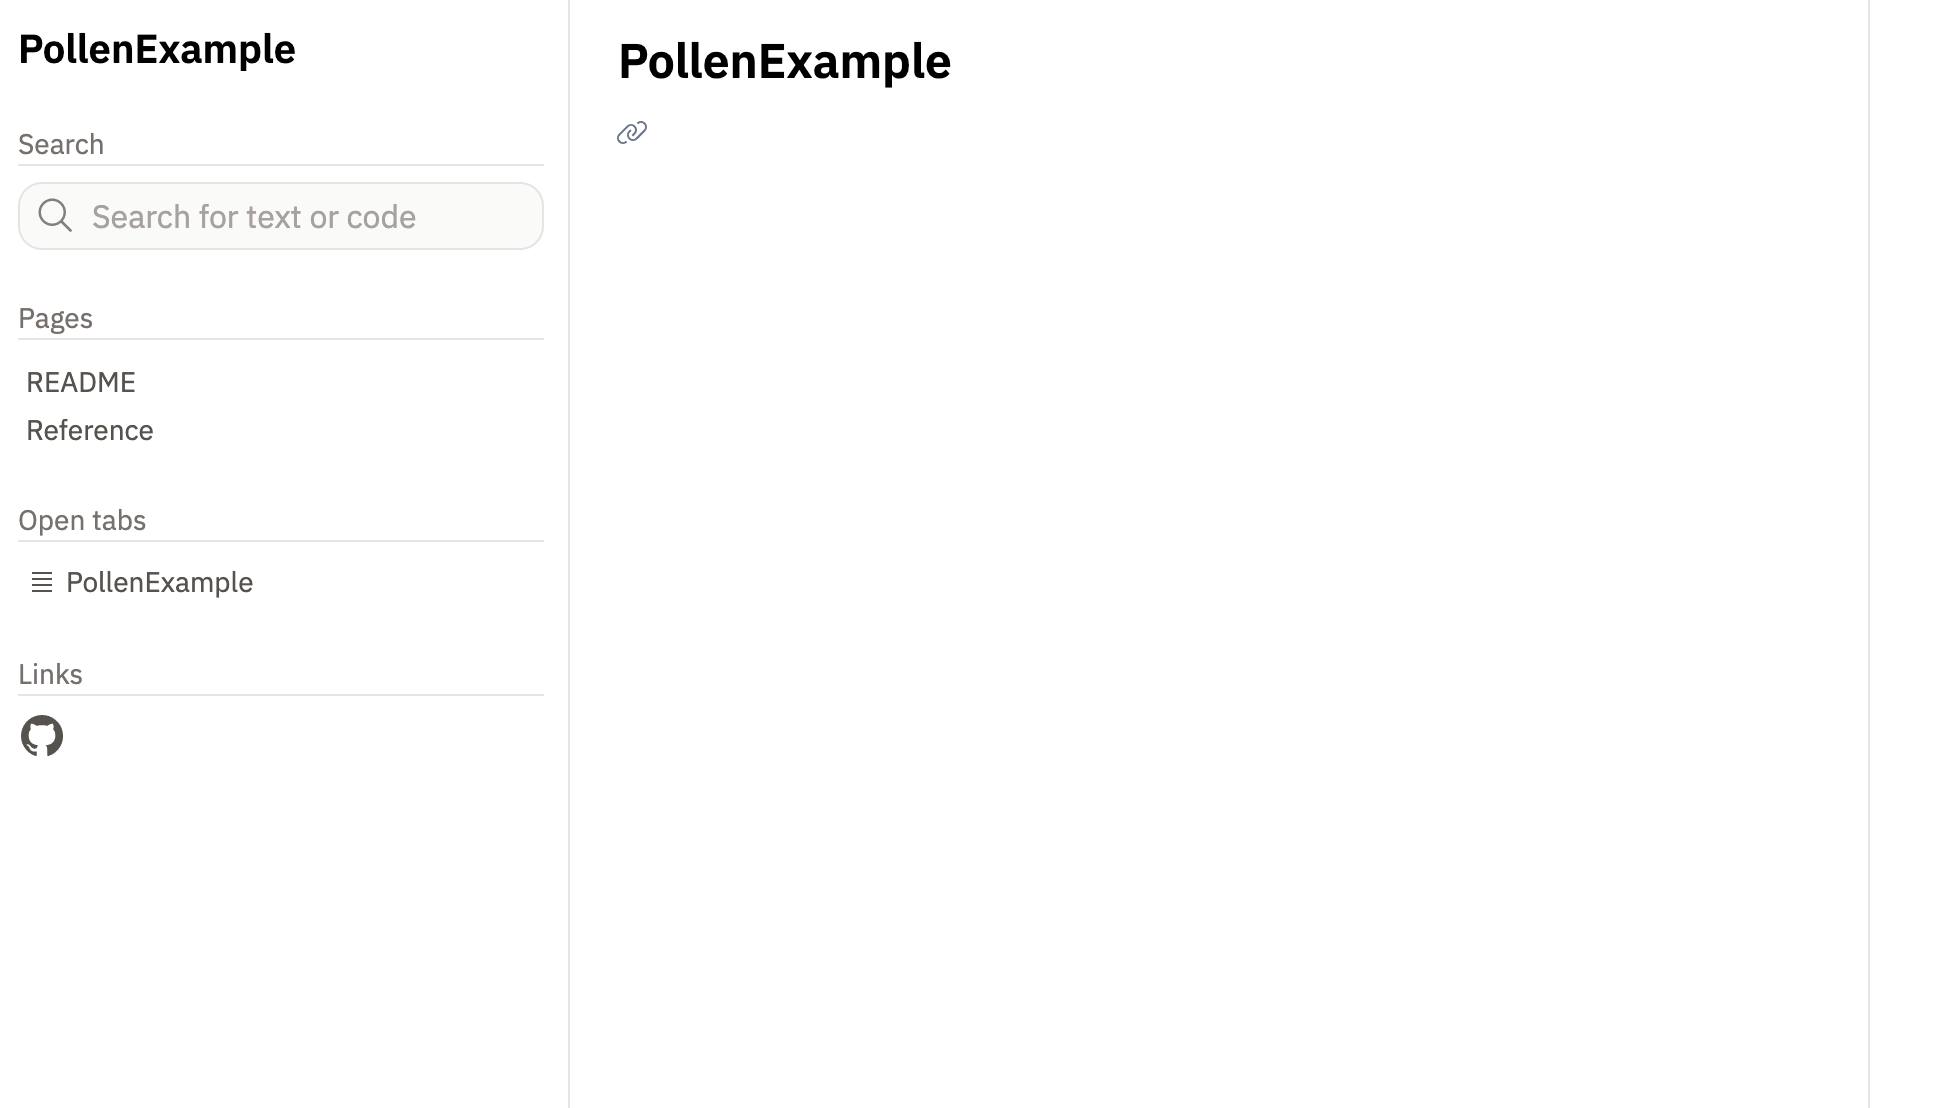 PollenExample
Search
Search for text or code
Pages
README
Reference
Open tabs
PollenExample
Links
PollenExample